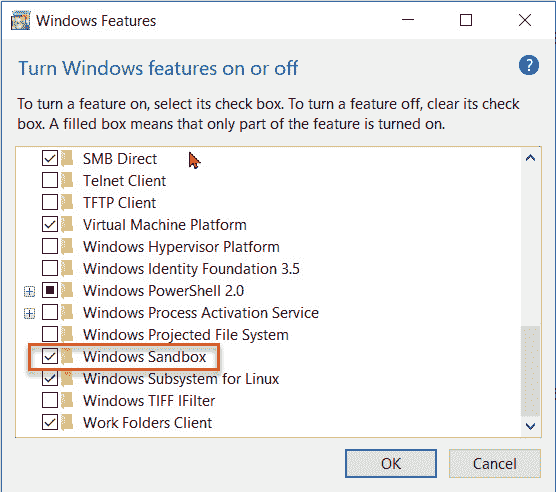 Windows Features
Turn Windows features on or off
?
To turn a feature on, select its check box. To turn a feature off, clear its check
box. A filled box means that only part of the feature is turned on.
SMB Direct
Telnet Client
TFTP Client
Virtual Machine Platform
Windows Hypervisor Platform
Windows Identity Foundation 3.5
Windows PowerShell 2.0
Windows Process Activation Service
Windows Projected File System
Windows Sandbox
Windows Subsystem for Linux
Windows TIFF IFilter
Work Folders Client
OK
Cancel